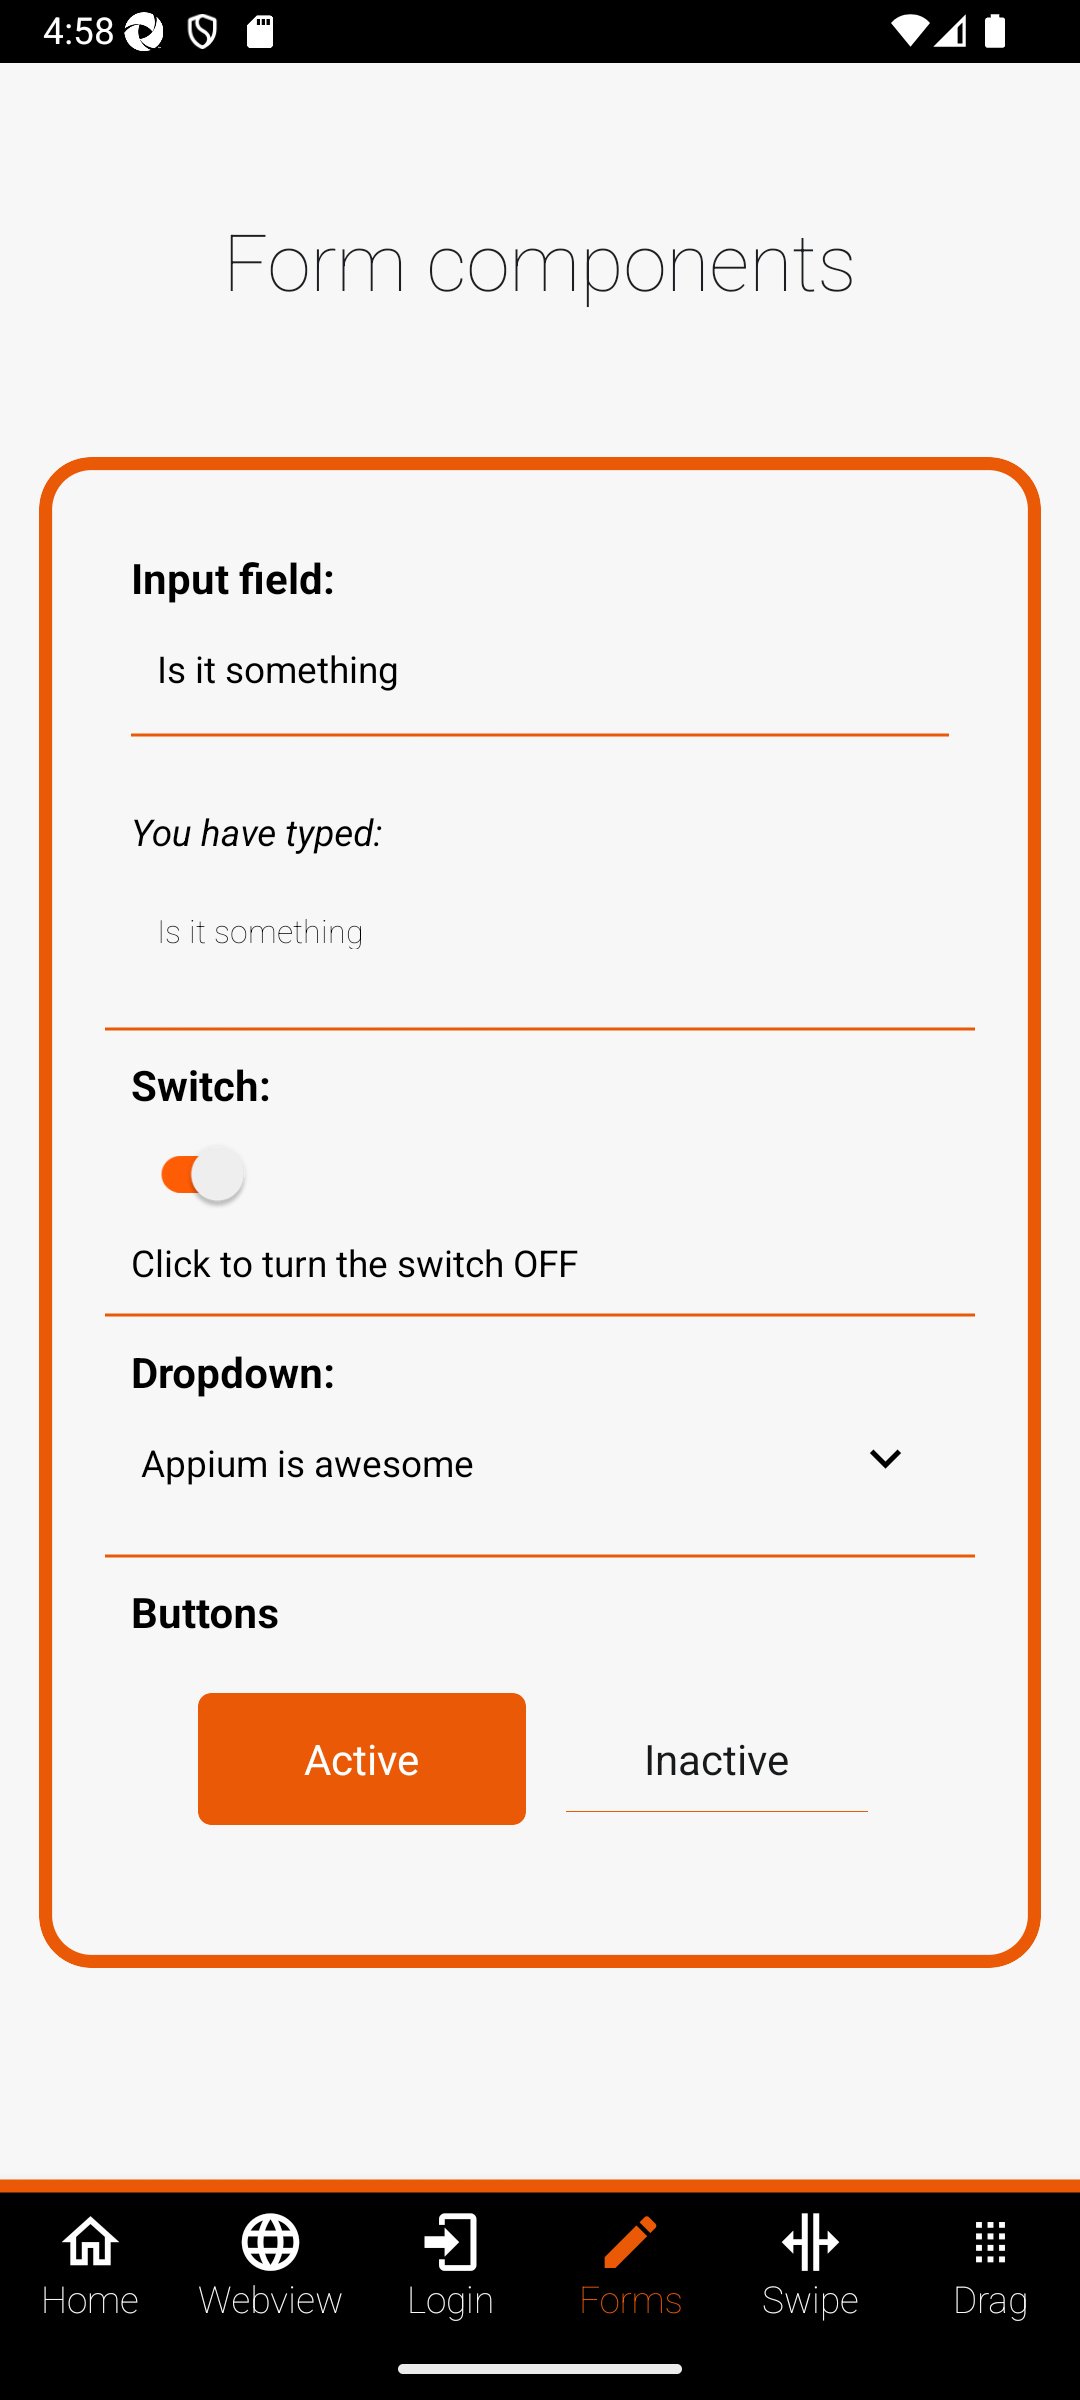 4:58
Form components
Input field:
Is it something
You have typed:
Is it something
Switch:
Click to turn the switch OFF
Dropdown:
Appium is awesome
Buttons
Active Inactive
Home Webview Login Forms Swipe Drag